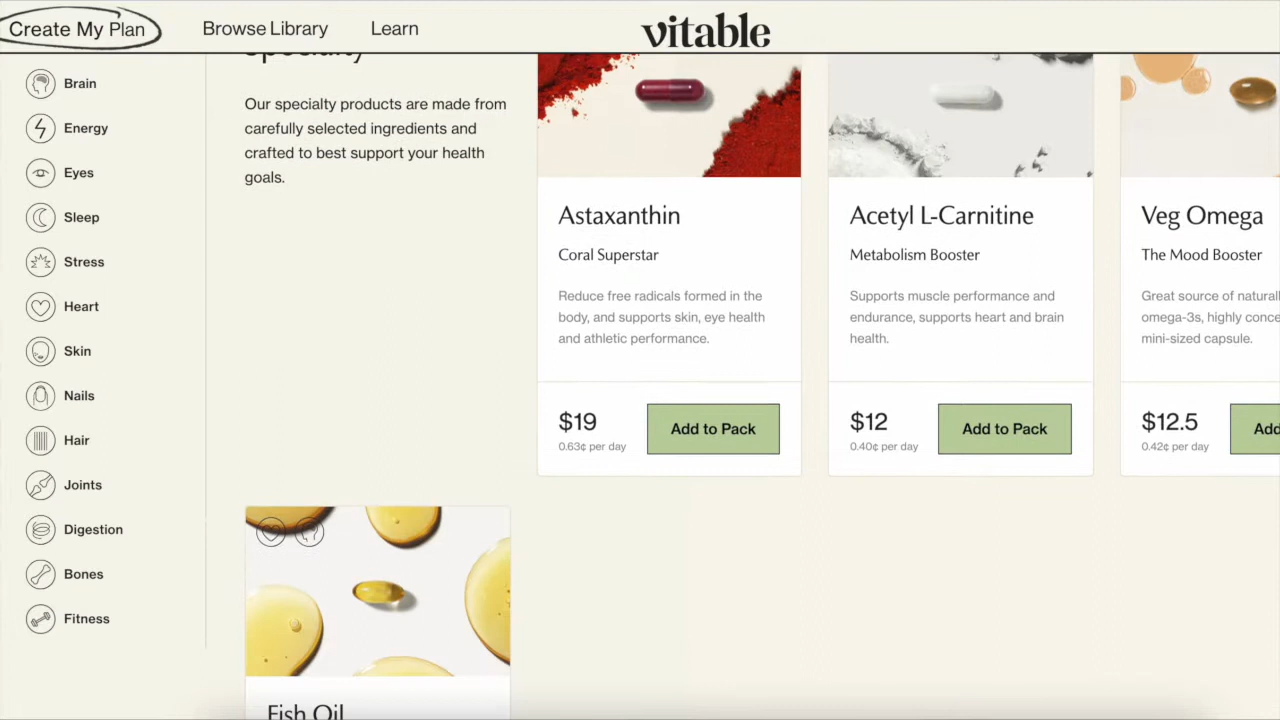 Create My Plan
Browse Library
Learn
vitable
Brain
Energy
Eyes
Sleep
Stress
Heart
Skin
Nails
Hair
Joints
Digestion
Bones
Fitness
Specialty
Our specialty products are made from
carefully selected ingredients and
crafted to best support your health
goals.
Astaxanthin
Coral Superstar
Reduce free radicals formed in the
body, and supports skin, eye health
and athletic performance.
$19
0.63¢ per day
Add to Pack
Acetyl L-Carnitine
Metabolism Booster
Supports muscle performance and
endurance, supports heart and brain
health.
$12
0.40¢ per day
Add to Pack
Veg Omega
The Mood Booster
Great source of natural
omega-3s, highly conce
mini-sized capsule.
$12.5
0.42¢ per day
Add
Fish Oil